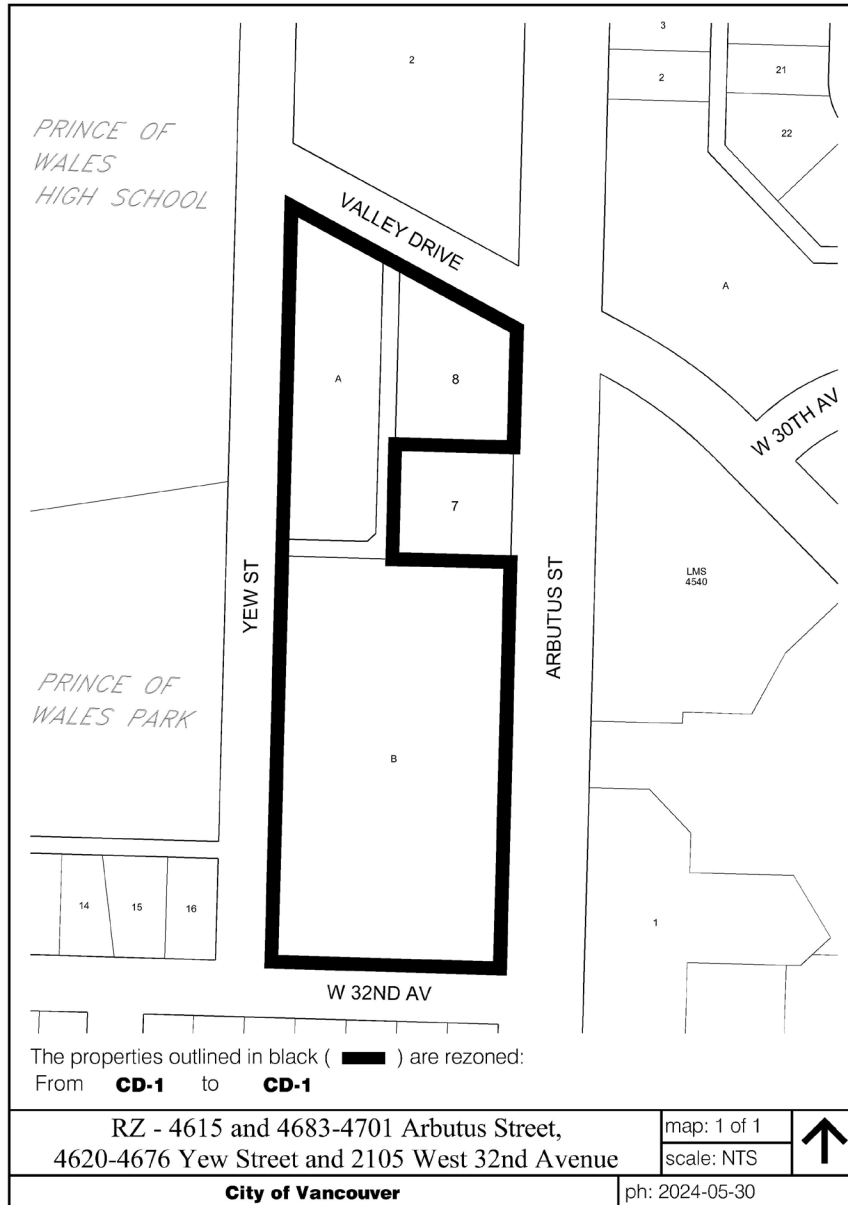 3
2
2
21
22
PRINCE OF
WALES
HIGH SCHOOL
VALLEY DRIVE
A
A
8
W 30TH AV
7
YEW ST
ARBUTUS ST
LMS
4540
PRINCE OF
WALES PARK
B
14
15
16
1
W 32ND AV
The properties outlined in black ( ) are rezoned:
From CD-1 to CD-1
RZ - 4615 and 4683-4701 Arbutus Street,
4620-4676 Yew Street and 2105 West 32nd Avenue
map: 1 of 1
scale: NTS
City of Vancouver
ph: 2024-05-30